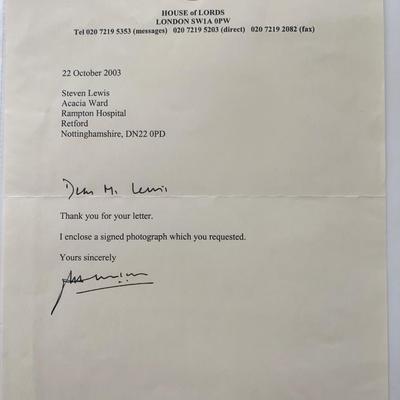 HOUSE of LORDS
LONDON SW1A 0PW
Tel 020 7219 5353 (messages) 020 7219 5203 (direct) 020 7219 2082 (fax)
22 October 2003
Steven Lewis
Acacia Ward
Rampton Hospital
Retford
Nottinghamshire, DN22 0PD
Dear Mr Lewis
Thank you for your letter.
I enclose a signed photograph which you requested.
Yours sincerely